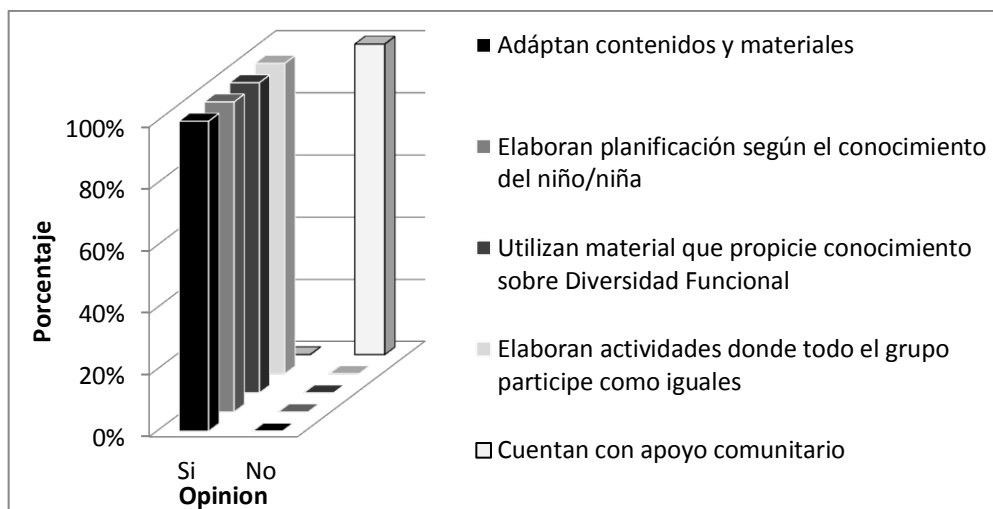 Porcentaje
100%
80%
60%
40%
20%
0%
Si No
Opinion
Adáptan contenidos y materiales
Elaboran planificación según el conocimiento
del niño/niña
Utilizan material que propicie conocimiento
sobre Diversidad Funcional
Elaboran actividades donde todo el grupo
participe como iguales
Cuentan con apoyo comunitario